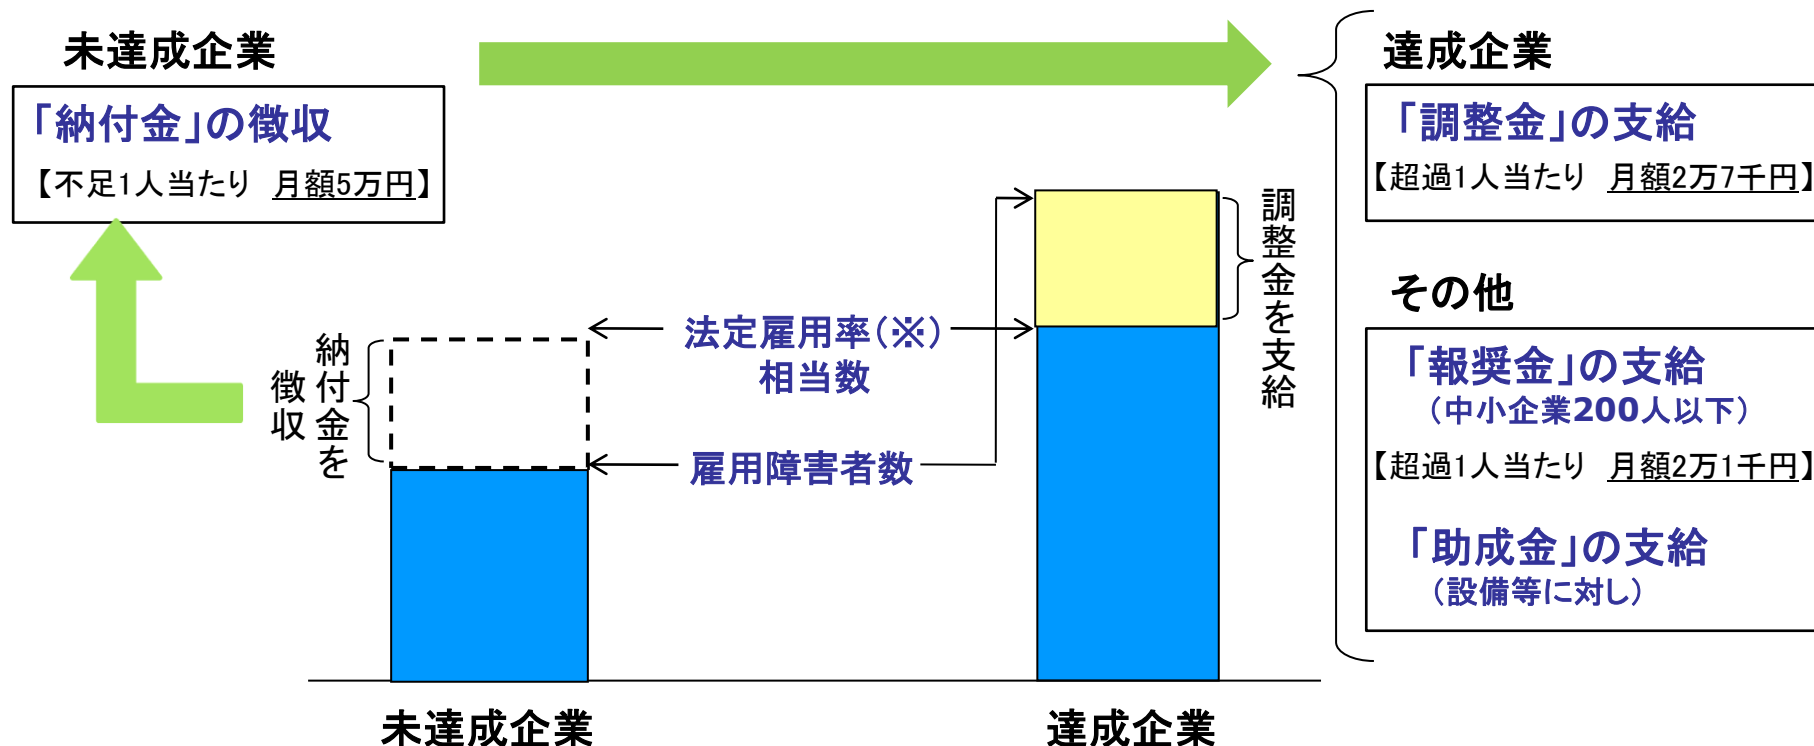 未達成企業
「納付金」の徴収
【不足1人当たり　月額5万円】
達成企業
「調整金」の支給
【超過1人当たり　月額2万7千円】
その他
「報奨金」の支給
（中小企業200人以下）
【超過1人当たり　月額2万1千円】
「助成金」の支給
（設備等に対し）
納付金を
徴収
法定雇用率（※）
相当数
雇用障害者数
調整金を支給
未達成企業
達成企業